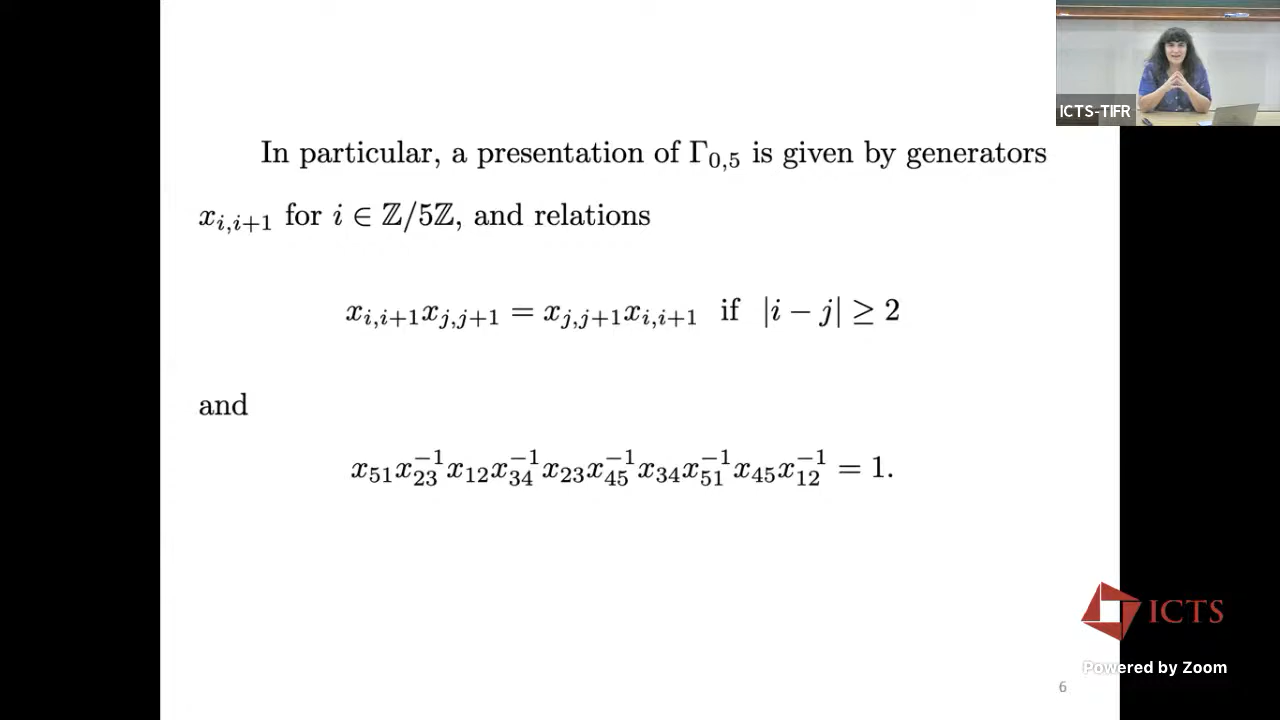 ICTS-TIFR
In particular, a presentation of Γ_{0,5} is given by generators
x_{i,i+1} for i ∈ ℤ/5ℤ, and relations
x_{i,i+1}x_{j,j+1} = x_{j,j+1}x_{i,i+1} if |i − j| ≥ 2
and
x_{51}x_{23}^{-1}x_{12}x_{34}^{-1}x_{23}x_{45}^{-1}x_{34}x_{51}^{-1}x_{45}x_{12}^{-1} = 1.
ICTS
Powered by Zoom
6